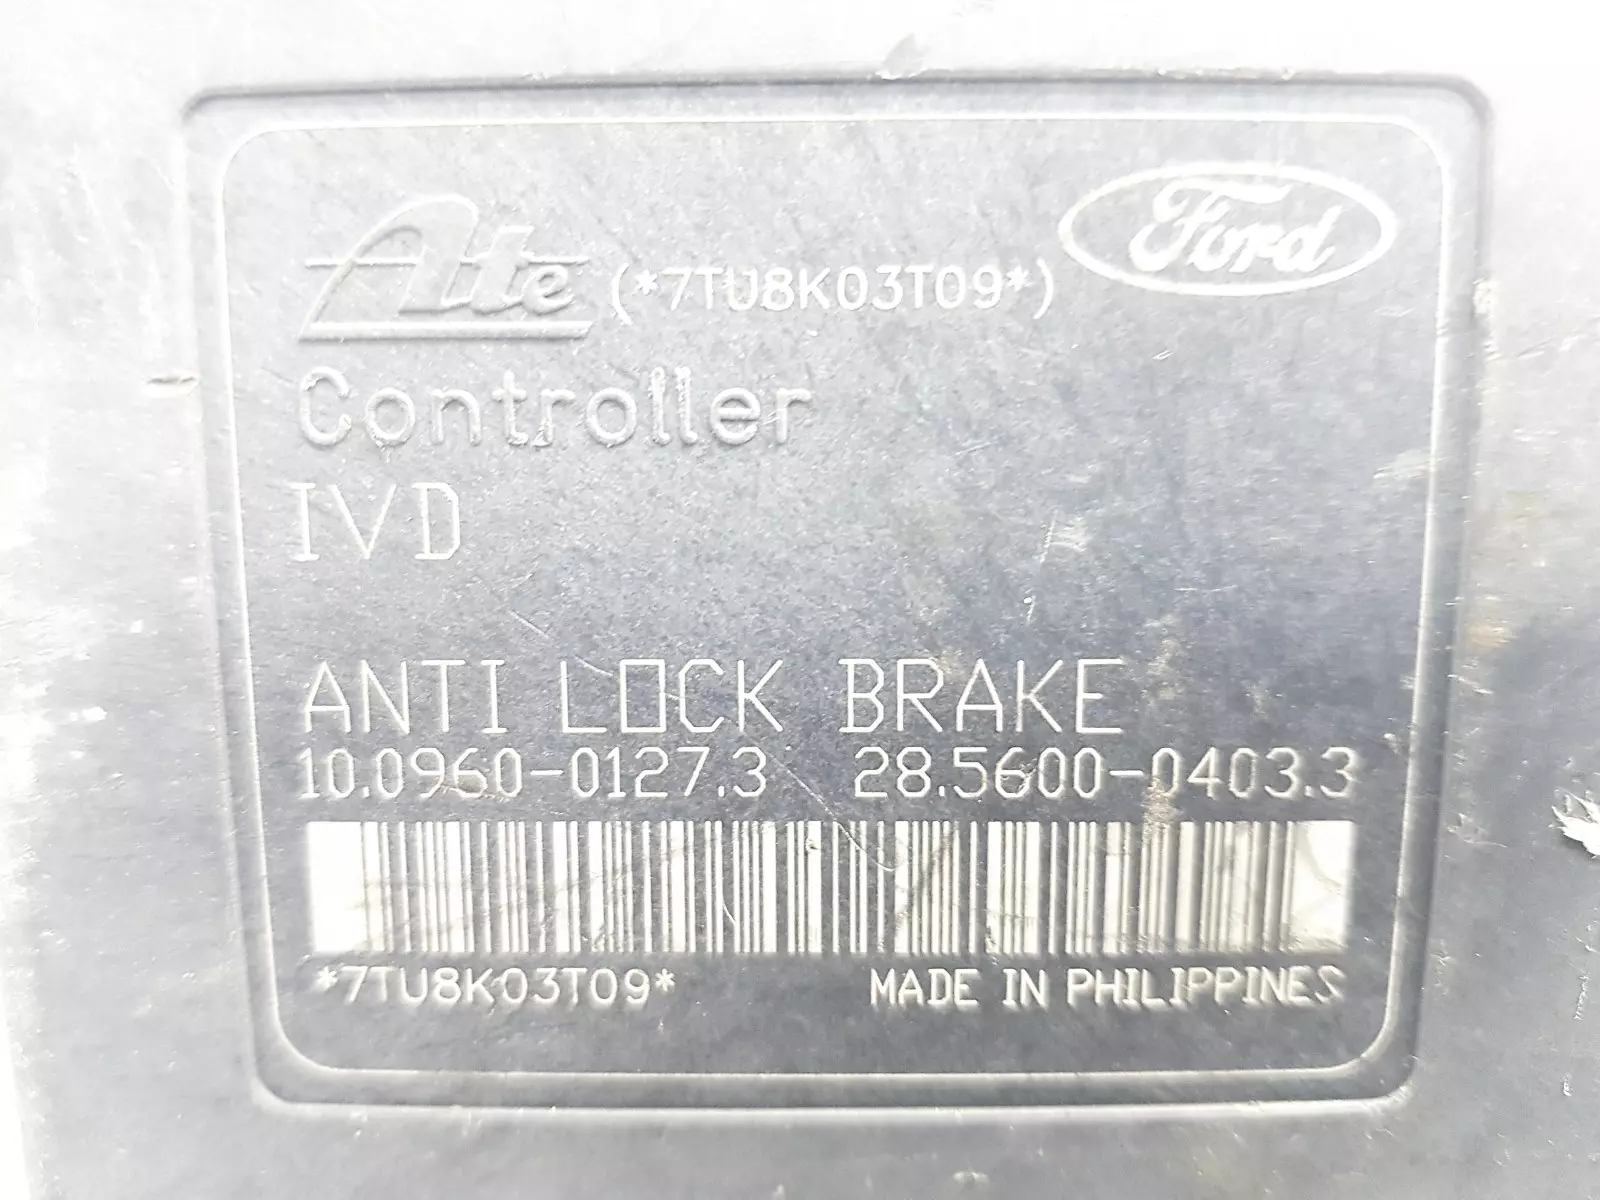 Ate (*7TU8K03T09*) Ford
Controller
IVD
ANTI LOCK BRAKE
10.0960-0127.3 28.5600-0403.3
*7TU8K03T09* MADE IN PHILIPPINES